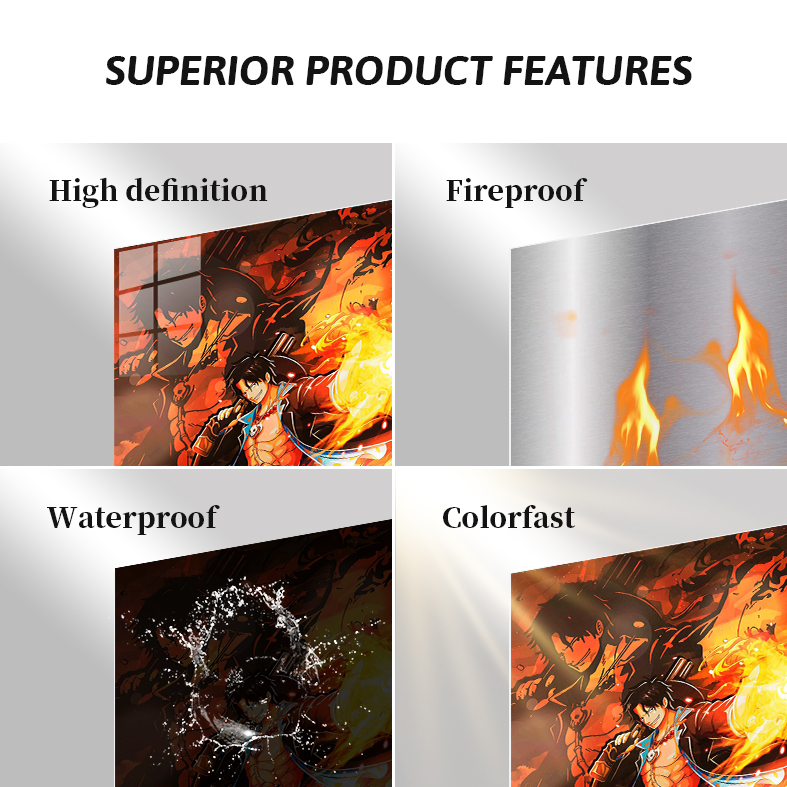 SUPERIOR PRODUCT FEATURES
High definition
Fireproof
Waterproof
Colorfast